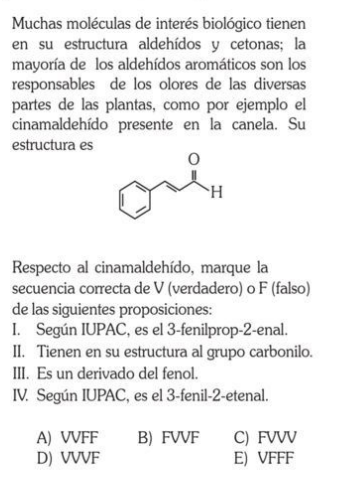 Muchas moléculas de interés biológico tienen
en su estructura aldehídos y cetonas; la
mayoría de los aldehídos aromáticos son los
responsables de los olores de las diversas
partes de las plantas, como por ejemplo el
cinamaldehído presente en la canela. Su
estructura es
O
H
Respecto al cinamaldehído, marque la
secuencia correcta de V (verdadero) o F (falso)
de las siguientes proposiciones:
I. Según IUPAC, es el 3-fenilprop-2-enal.
II. Tienen en su estructura al grupo carbonilo.
III. Es un derivado del fenol.
IV. Según IUPAC, es el 3-fenil-2-etenal.
A) VVFF B) FVVF C) FVVV
D) VVVF E) VFFF